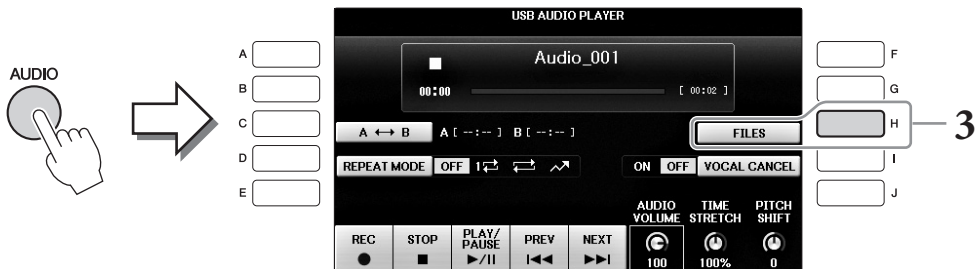 AUDIO
A
B
C
D
E
USB AUDIO PLAYER
Audio_001
00:00 [ 00:02 ]
A ↔ B A [ --:-- ] B [ --:-- ] FILES
REPEAT MODE OFF 1 ON OFF VOCAL CANCEL
AUDIO VOLUME TIME STRETCH PITCH SHIFT
REC STOP PLAY/PAUSE PREV NEXT
100 100% 0
F
G
H
I
J
3